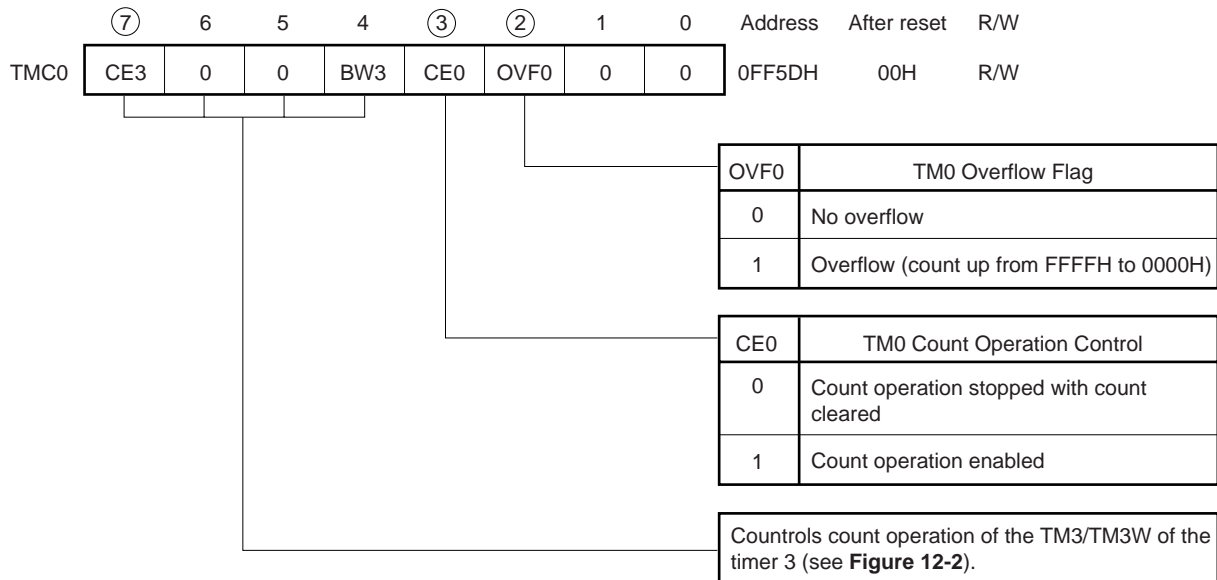 7 6 5 4 3 2 1 0 Address After reset R/W
TMC0 CE3 0 0 BW3 CE0 OVF0 0 0 0FF5DH 00H R/W
OVF0 TM0 Overflow Flag
0 No overflow
1 Overflow (count up from FFFFH to 0000H)
CE0 TM0 Count Operation Control
0 Count operation stopped with count
cleared
1 Count operation enabled
Countrols count operation of the TM3/TM3W of the
timer 3 (see Figure 12-2).